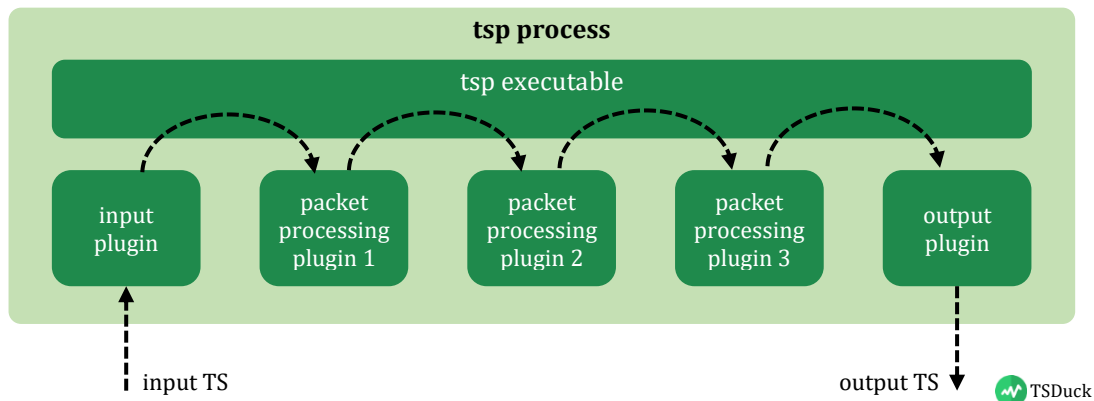 tsp process
tsp executable
input
plugin
packet
processing
plugin 1
packet
processing
plugin 2
packet
processing
plugin 3
output
plugin
input TS
output TS
TSDuck